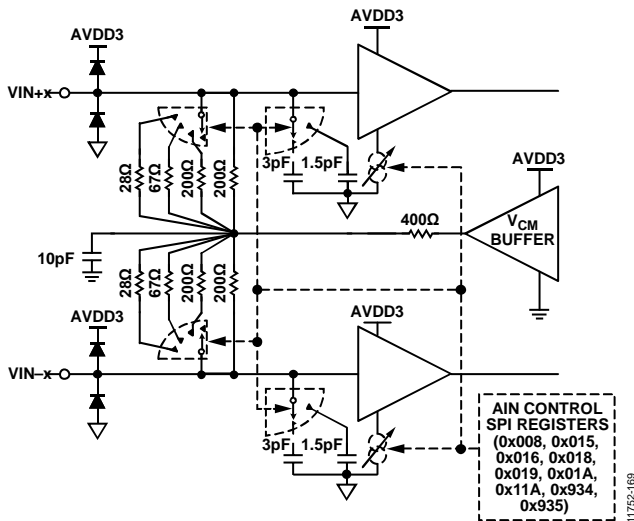 AVDD3
AVDD3
VIN+x
3pF 1.5pF
28Ω
67Ω
200Ω
200Ω
AVDD3
400Ω
VCM
BUFFER
10pF
28Ω
67Ω
200Ω
200Ω
AVDD3
AVDD3
VIN–x
3pF 1.5pF
AIN CONTROL
SPI REGISTERS
(0x008, 0x015,
0x016, 0x018,
0x019, 0x01A,
0x11A, 0x934,
0x935)
11752-169